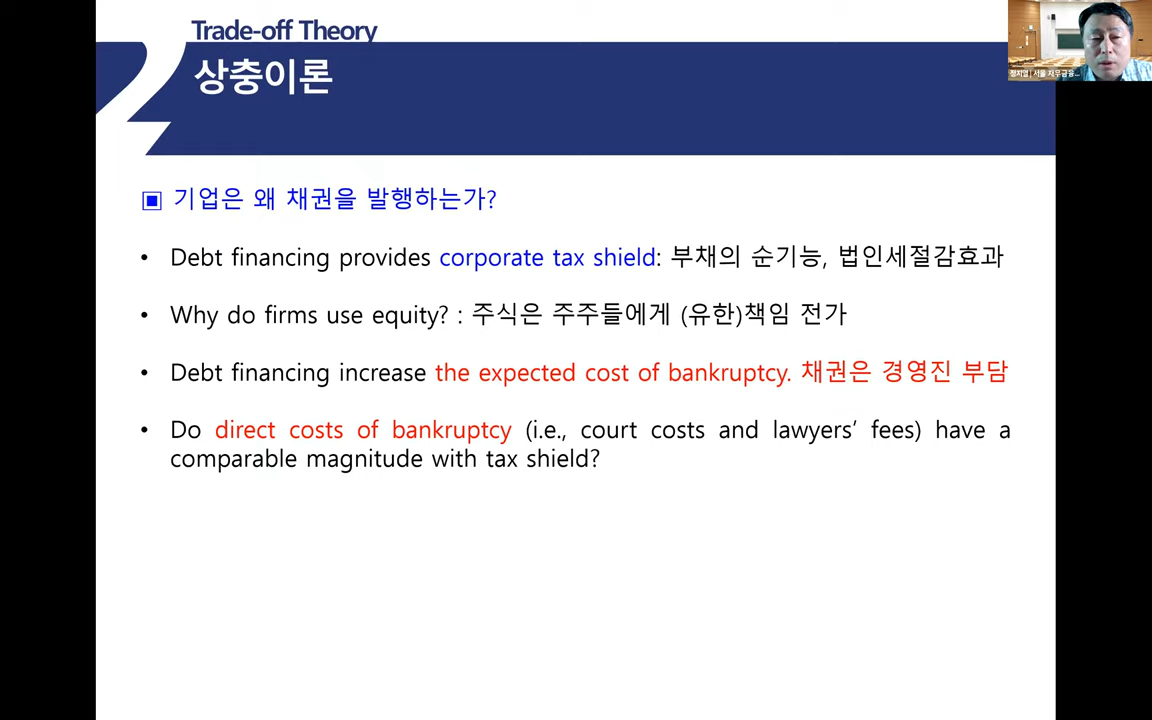 Trade-off Theory
상충이론
기업은 왜 채권을 발행하는가?
• Debt financing provides corporate tax shield: 부채의 순기능, 법인세절감효과
• Why do firms use equity? : 주식은 주주들에게 (유한)책임 전가
• Debt financing increase the expected cost of bankruptcy. 채권은 경영진 부담
• Do direct costs of bankruptcy (i.e., court costs and lawyers’ fees) have a
comparable magnitude with tax shield?
서울